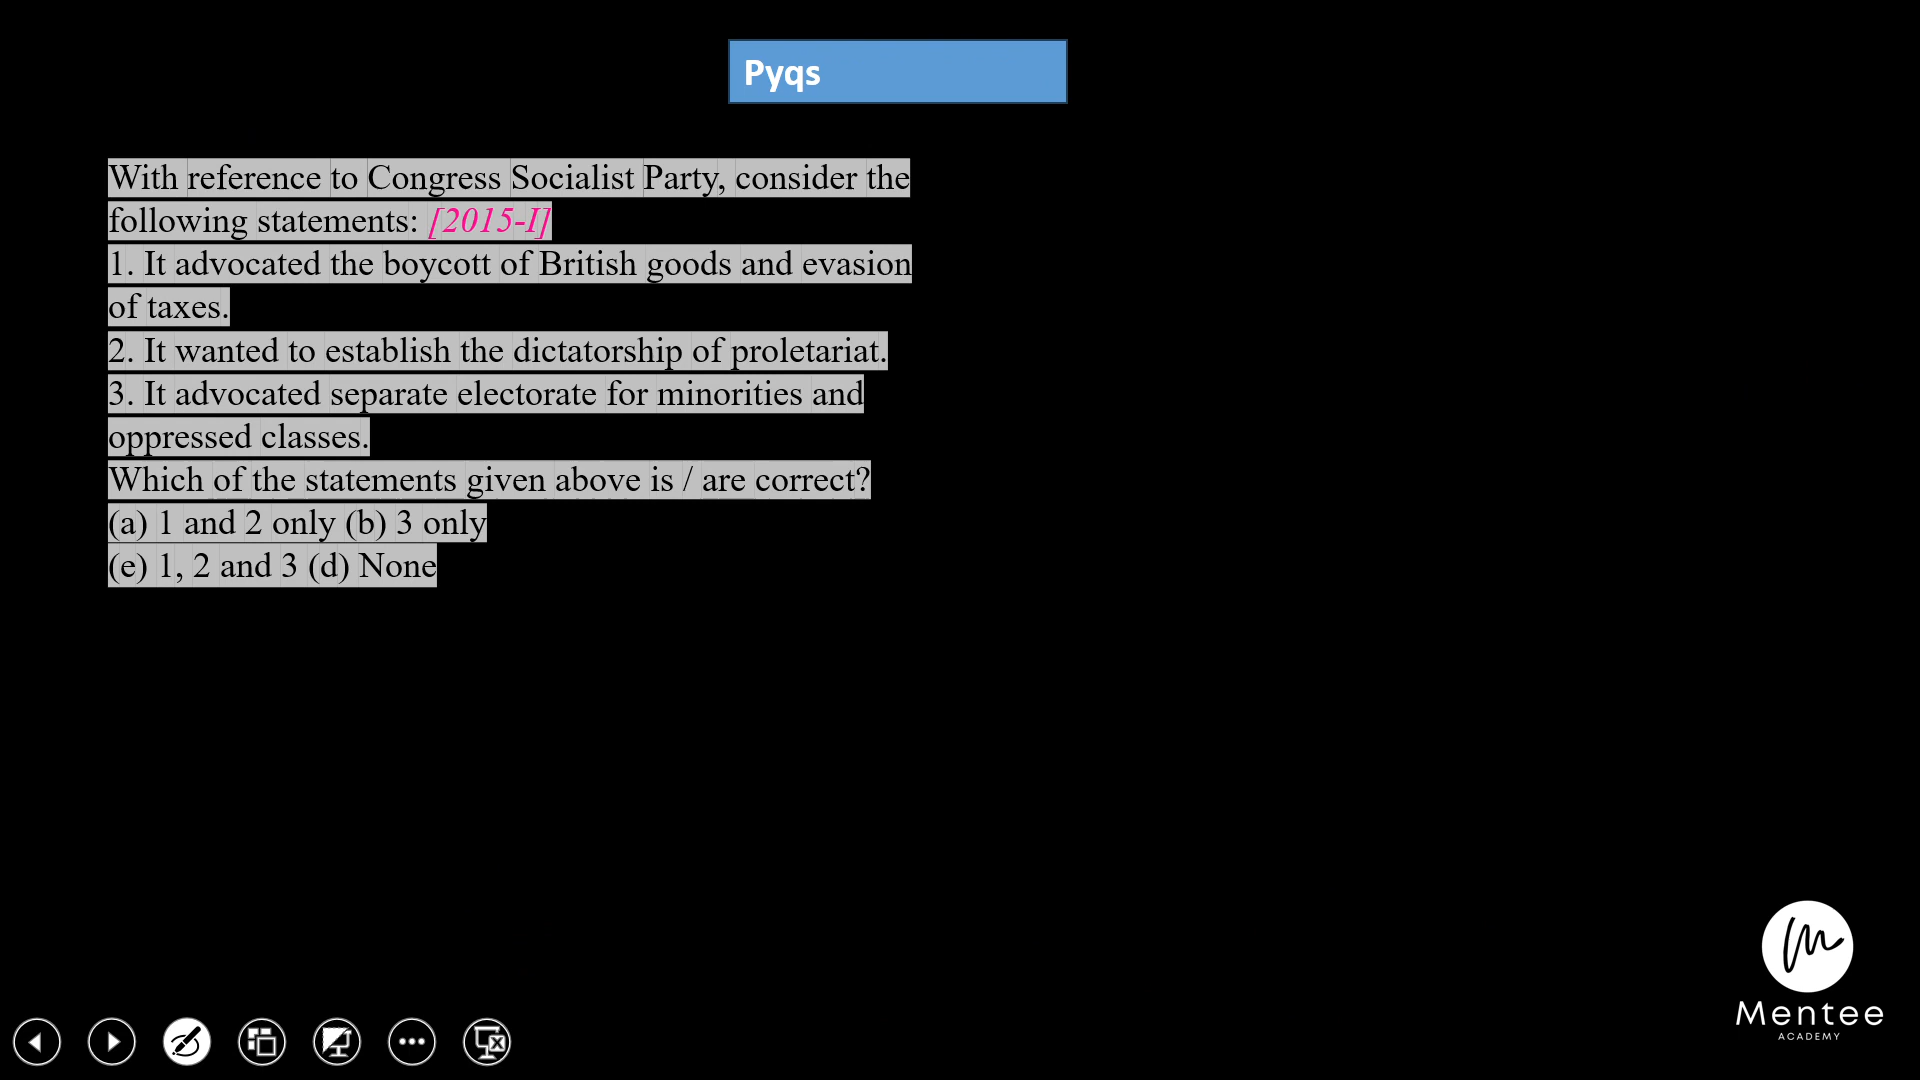 Pyqs
With reference to Congress Socialist Party, consider the
following statements: [2015-I]
1. It advocated the boycott of British goods and evasion
of taxes.
2. It wanted to establish the dictatorship of proletariat.
3. It advocated separate electorate for minorities and
oppressed classes.
Which of the statements given above is / are correct?
(a) 1 and 2 only (b) 3 only
(e) 1, 2 and 3 (d) None
Mentee
ACADEMY